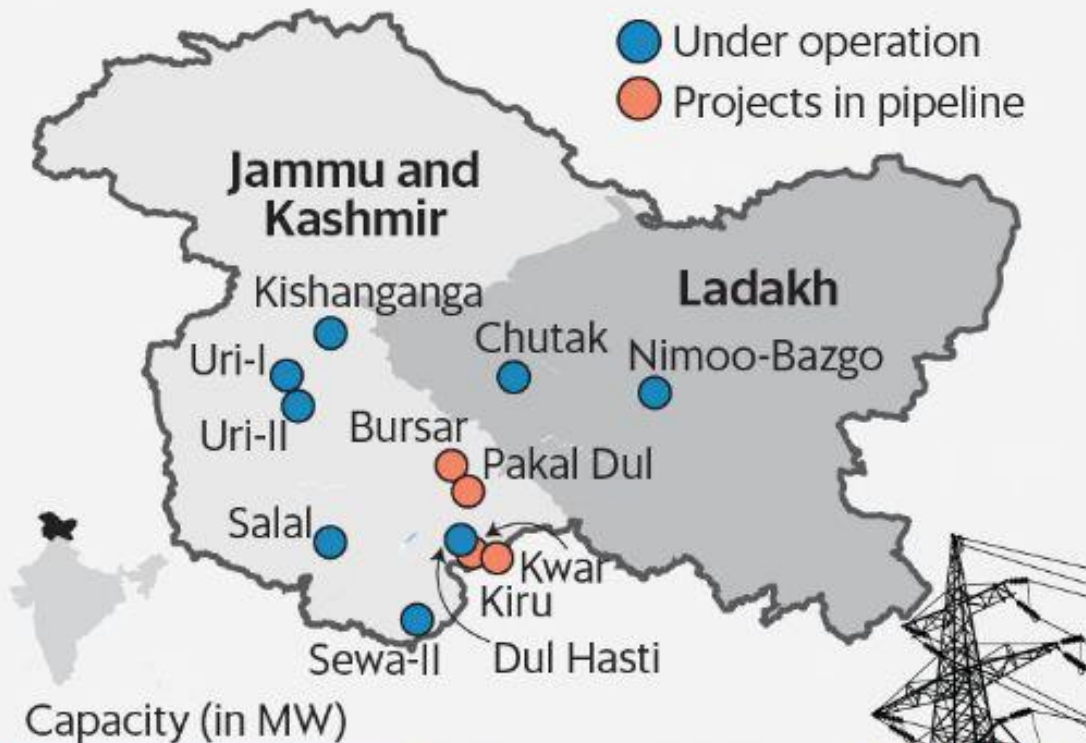 Under operation
Projects in pipeline
Jammu and
Kashmir
Ladakh
Kishanganga
Chutak
Nimoo-Bazgo
Uri-I
Uri-II
Bursar
Pakal Dul
Salal
Kwar
Kiru
Sewa-II
Dul Hasti
Capacity (in MW)